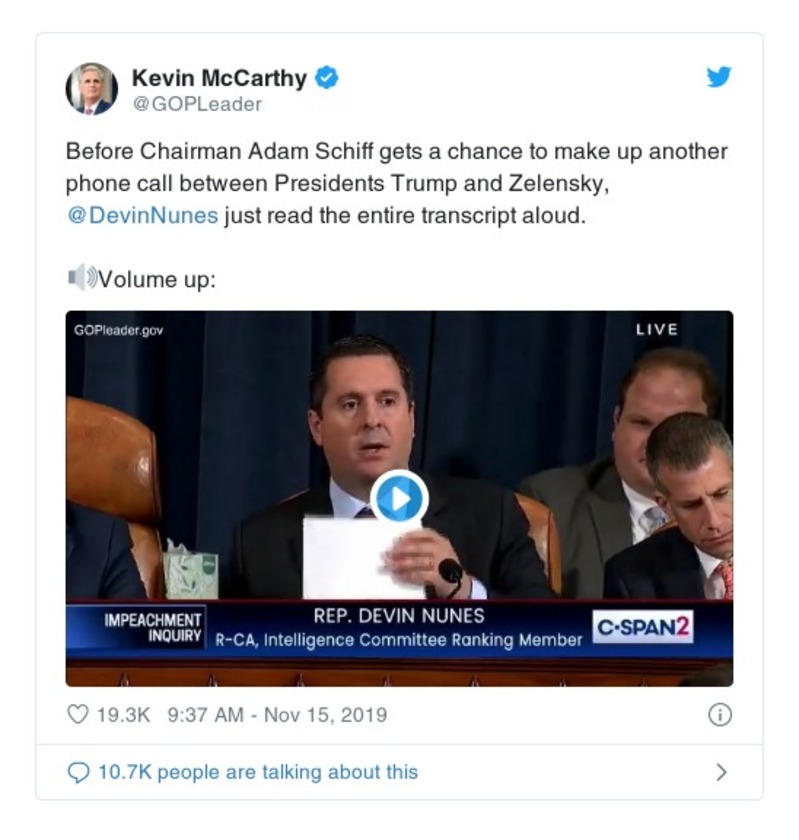 Kevin McCarthy
@GOPLeader
Before Chairman Adam Schiff gets a chance to make up another
phone call between Presidents Trump and Zelensky,
@DevinNunes just read the entire transcript aloud.
🔊Volume up:
GOPleader.gov
LIVE
IMPEACHMENT
INQUIRY
REP. DEVIN NUNES
R-CA, Intelligence Committee Ranking Member
C-SPAN2
19.3K 9:37 AM - Nov 15, 2019
10.7K people are talking about this